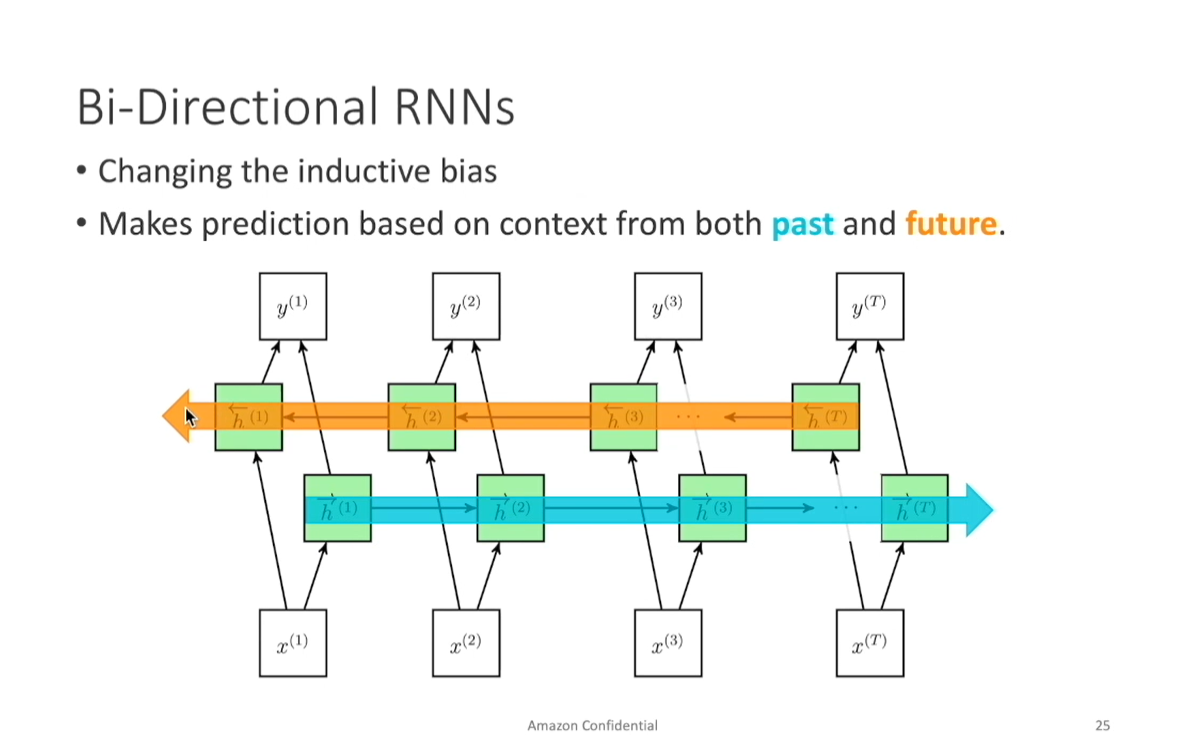 Bi-Directional RNNs
• Changing the inductive bias
• Makes prediction based on context from both past and future.
y(1) y(2) y(3) y(T)
←h(1) ←h(2) ←h(3) ··· ←h(T)
→h(1) →h(2) →h(3) ··· →h(T)
x(1) x(2) x(3) x(T)
Amazon Confidential 25